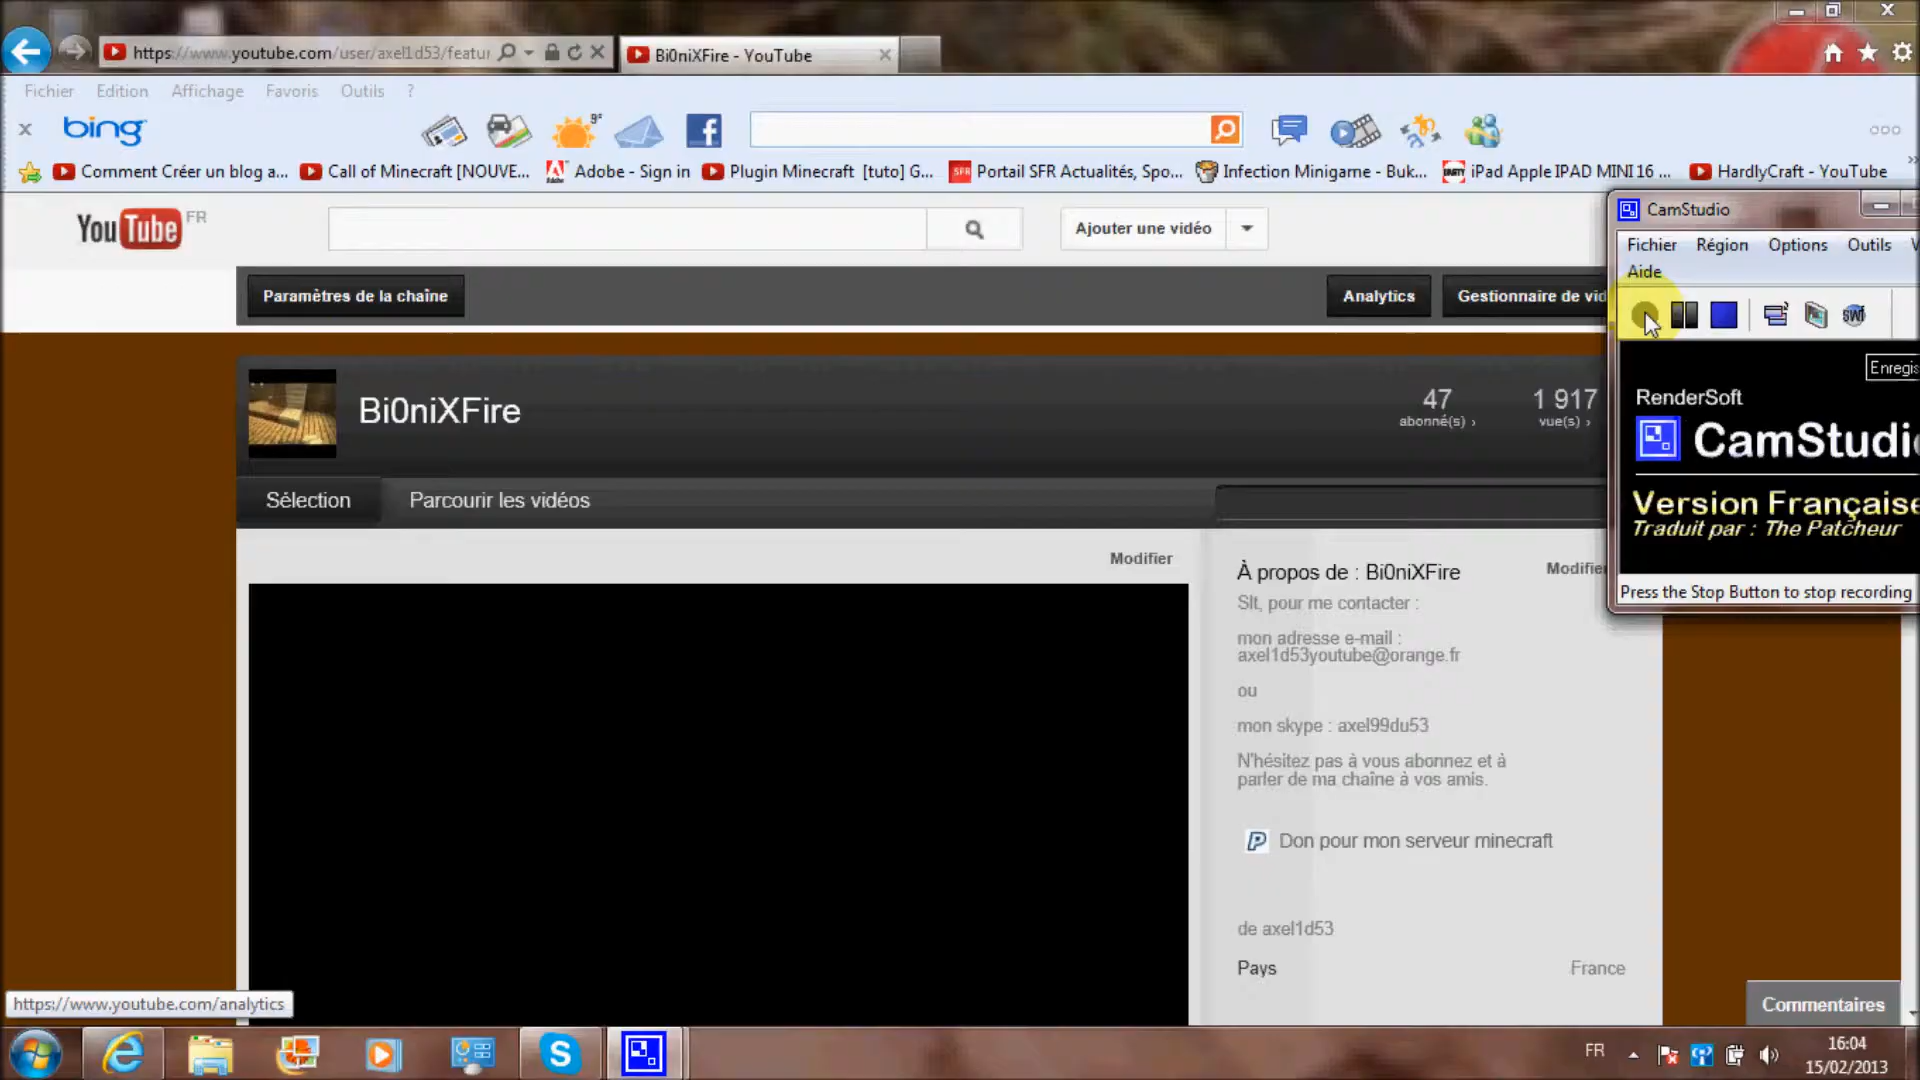 https://www.youtube.com/user/axel1d53/featur
Bi0niXFire - YouTube
Fichier Edition Affichage Favoris Outils ?
bing
9°
Comment Créer un blog a...
Call of Minecraft [NOUVE...
Adobe - Sign in
Plugin Minecraft [tuto] G...
Portail SFR Actualités, Spo...
Infection Minigame - Buk...
iPad Apple IPAD MINI 16 ...
HardlyCraft - YouTube
YouTube FR
Ajouter une vidéo
Paramètres de la chaîne
Analytics
Gestionnaire de vid
Bi0niXFire
47
abonné(s) ›
1 917
vue(s) ›
Sélection
Parcourir les vidéos
Modifier
À propos de : Bi0niXFire
Modifier
Slt, pour me contacter :
mon adresse e-mail :
axel1d53youtube@orange.fr
ou
mon skype : axel99du53
N'hésitez pas à vous abonnez et à
parler de ma chaîne à vos amis.
Don pour mon serveur minecraft
de axel1d53
Pays France
Commentaires
CamStudio
Fichier Région Options Outils V
Aide
SWF
Enregis
RenderSoft
CamStudio
Version Française
Traduit par : The Patcheur
Press the Stop Button to stop recording
https://www.youtube.com/analytics
FR
16:04
15/02/2013